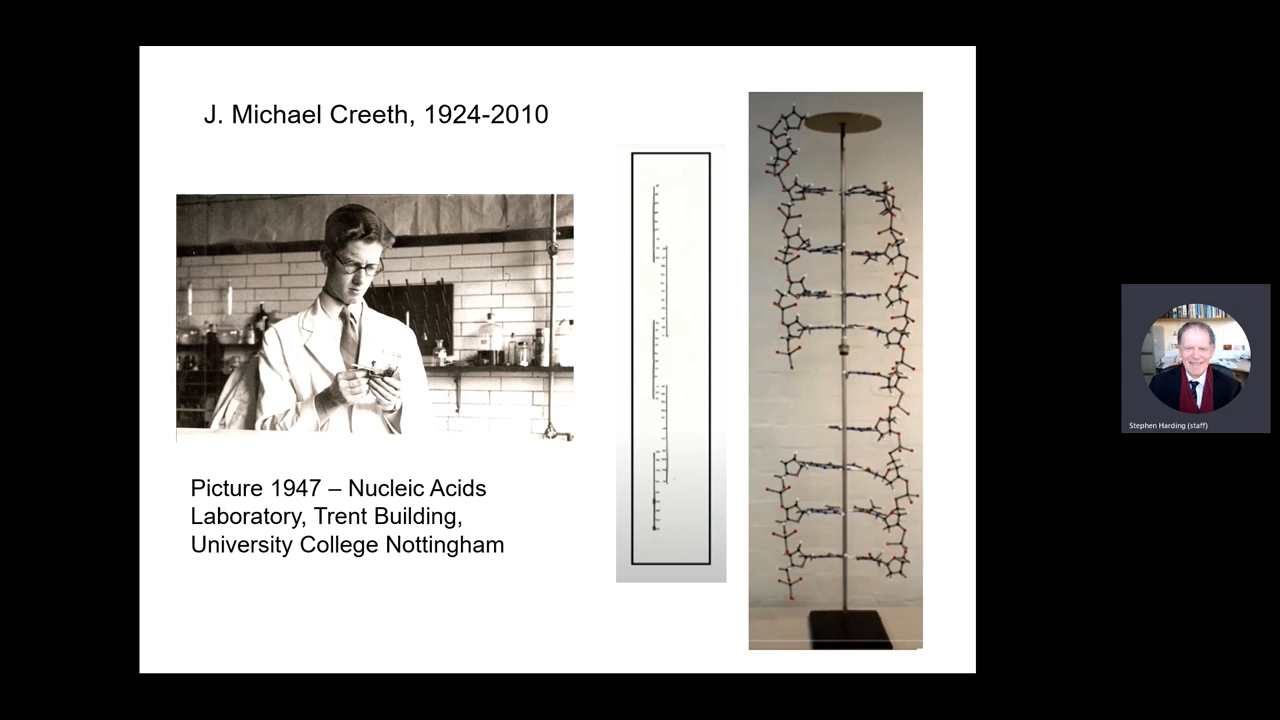 J. Michael Creeth, 1924-2010
Picture 1947 – Nucleic Acids
Laboratory, Trent Building,
University College Nottingham
Stephen Harding (staff)